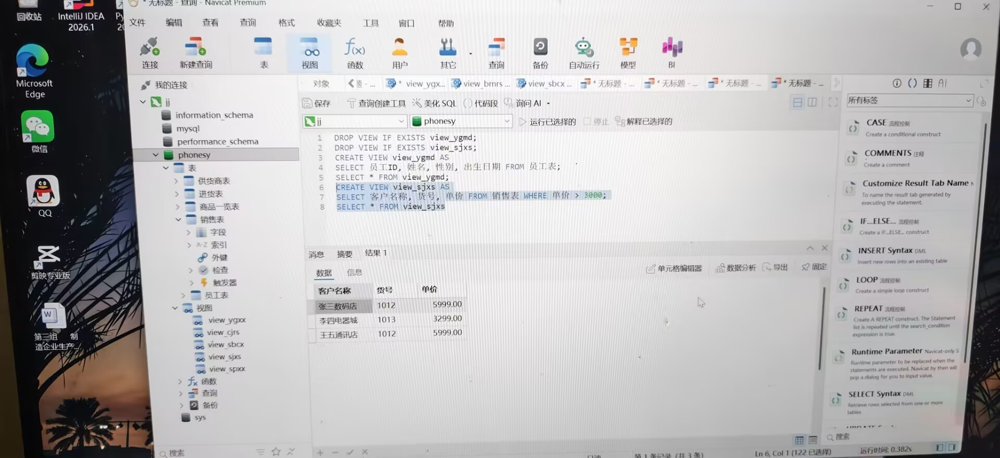 * 无标题 - 查询 - Navicat Premium
回收站
IntelliJ IDEA
2026.1
Microsoft
Edge
微信
QQ
剪映专业版
第三组 制
造企业生产...
文件 编辑 查看 查询 格式 收藏夹 工具 窗口 帮助
连接 新建查询 表 视图 函数 用户 其它 查询 备份 自动运行 模型 BI
我的连接
jj
information_schema
mysql
performance_schema
phonesy
表
供货商表
进货表
商品一览表
销售表
字段
A-Z 索引
外键
检查
触发器
员工表
视图
view_ygxx
view_cjrs
view_sbcx
view_sjxs
view_spxx
函数
查询
备份
sys
搜索
对象 题 - ... * view_ygx... view_bmrs ... view_sbcx ... * 无标题 - ... * 无标题 - ... * 无标题 - ... * 无标题 - ...
保存 查询创建工具 美化 SQL () 代码段 询问 AI
jj phonesy 运行已选择的 停止 解释已选择的
1 DROP VIEW IF EXISTS view_ygmd;
2 DROP VIEW IF EXISTS view_sjxs;
3 CREATE VIEW view_ygmd AS
4 SELECT 员工ID, 姓名, 性别, 出生日期 FROM 员工表;
5 SELECT * FROM view_ygmd;
6 CREATE VIEW view_sjxs AS
7 SELECT 客户名称, 货号, 单价 FROM 销售表 WHERE 单价 > 3000;
8 SELECT * FROM view_sjxs
消息 摘要 结果 1
数据 信息
单元格编辑器 数据分析 导出 固定
客户名称 货号 单价
张三数码店 1012 5999.00
李四电器城 1013 3299.00
王五通讯店 1012 5999.00
+ − ✓ ✕
第 1 条记录 (共 3 条)
Ln 6, Col 1 (122 已选择)
运行时间: 0.382s
AI
所有标签
CASE 流程控制
Create a conditional construct
COMMENTS 注释
Create a comment
Customize Result Tab Name
To name the result tab generated by
executing the statement.
IF...ELSE... 流程控制
Create a IF...ELSE... construct
INSERT Syntax DML
Insert new rows into an existing table
LOOP 流程控制
Create a simple loop construct
REPEAT 流程控制
Create A REPEAT construct. The Statement
list is repeated until the search_condition
expression is true.
Runtime Parameter Navicat-only S
Runtime parameter to be replaced when the
statements are executed. Navicat by then will
pop a dialog for you to input value.
SELECT Syntax DML
Retrieve rows selected from one or more
tables
搜索